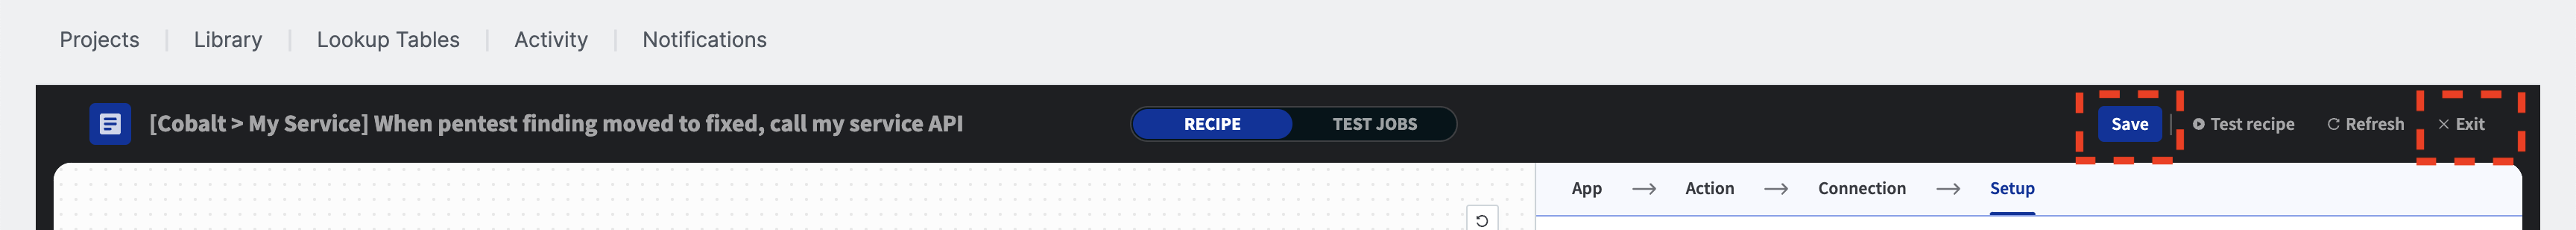 Projects | Library | Lookup Tables | Activity | Notifications
[Cobalt > My Service] When pentest finding moved to fixed, call my service API RECIPE TEST JOBS Save | Test recipe Refresh × Exit
App → Action → Connection → Setup